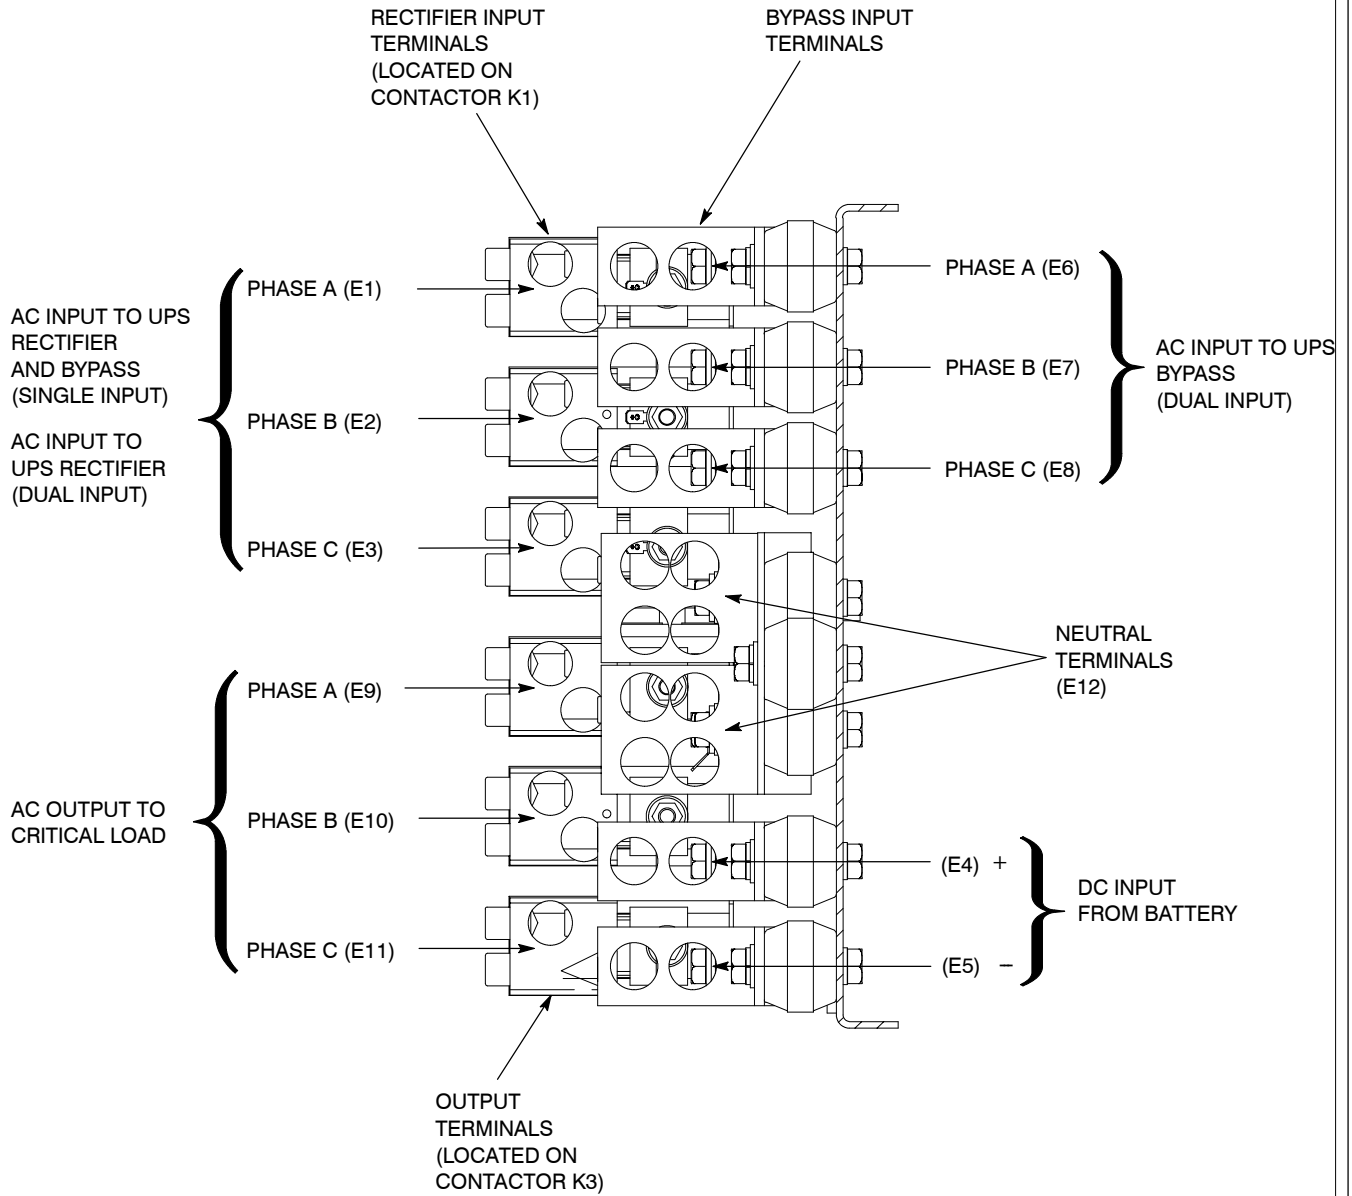 RECTIFIER INPUT
TERMINALS
(LOCATED ON
CONTACTOR K1)
BYPASS INPUT
TERMINALS
AC INPUT TO UPS
RECTIFIER
AND BYPASS
(SINGLE INPUT)
AC INPUT TO
UPS RECTIFIER
(DUAL INPUT)
PHASE A (E1)
PHASE B (E2)
PHASE C (E3)
PHASE A (E6)
PHASE B (E7)
PHASE C (E8)
AC INPUT TO UPS
BYPASS
(DUAL INPUT)
NEUTRAL
TERMINALS
(E12)
AC OUTPUT TO
CRITICAL LOAD
PHASE A (E9)
PHASE B (E10)
PHASE C (E11)
(E4) +
(E5) −
DC INPUT
FROM BATTERY
OUTPUT
TERMINALS
(LOCATED ON
CONTACTOR K3)